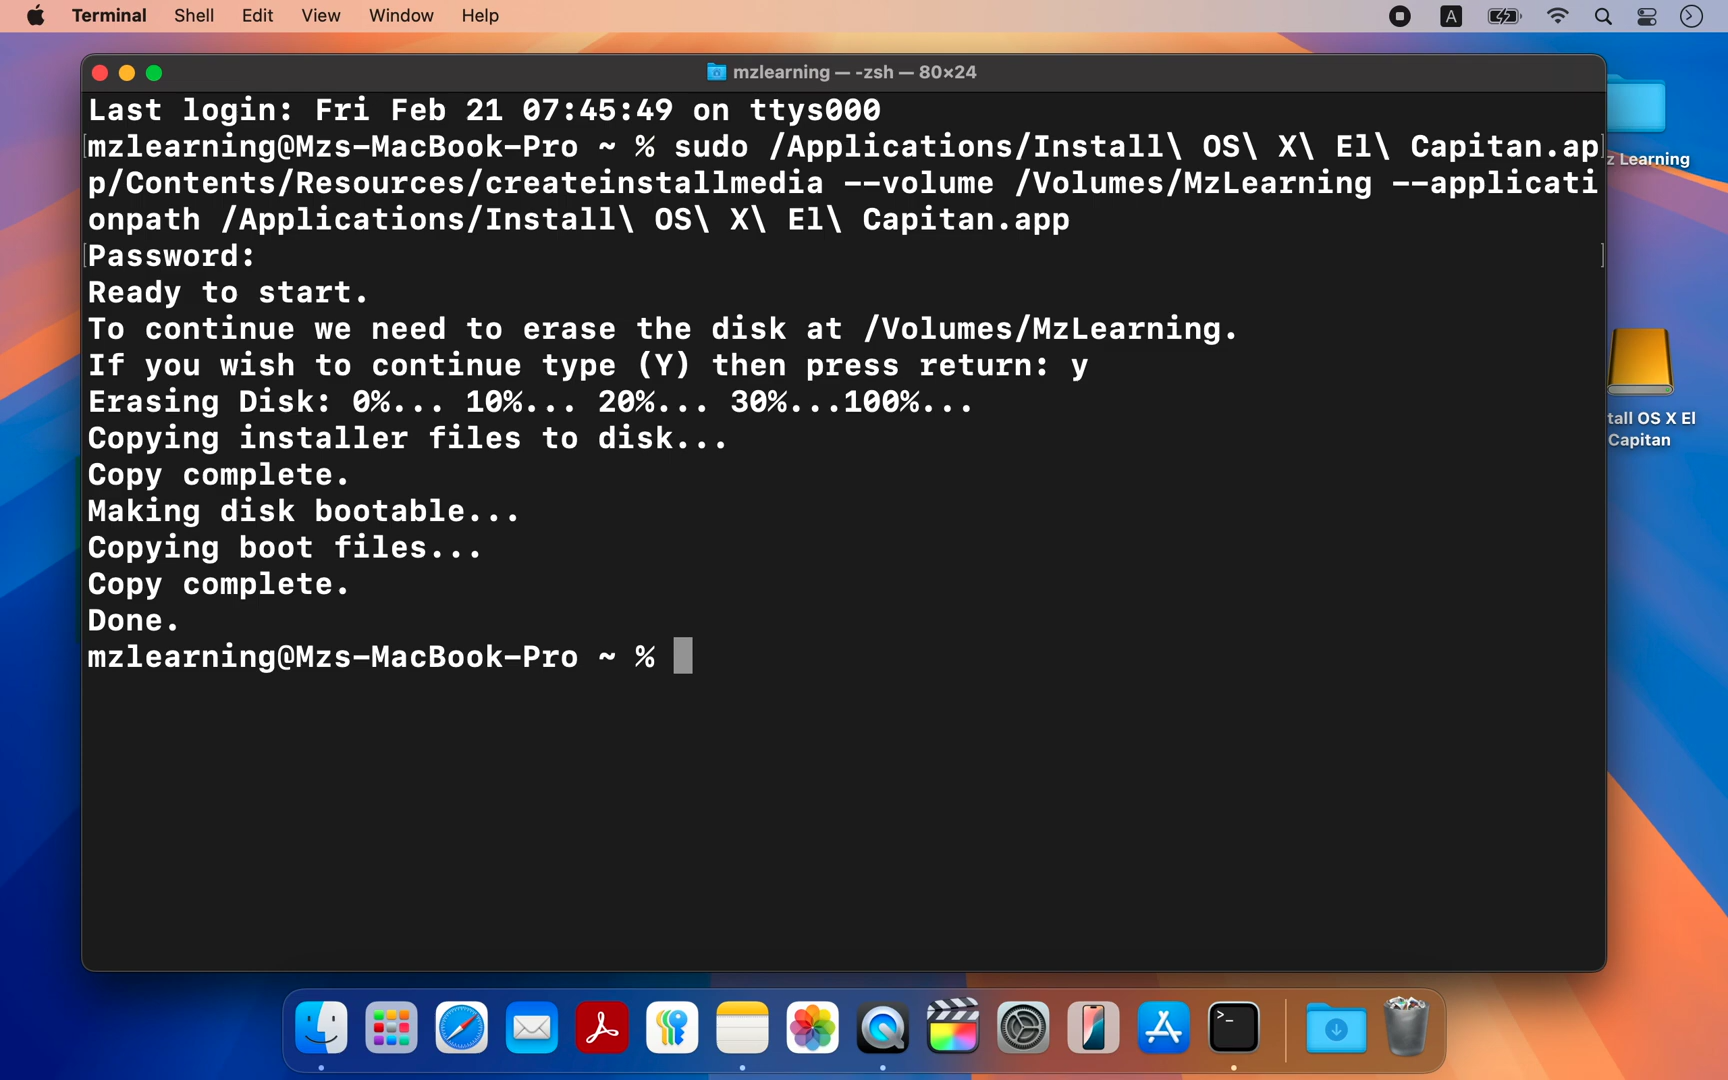 Terminal Shell Edit View Window Help A
mzlearning — -zsh — 80×24
Last login: Fri Feb 21 07:45:49 on ttys000
mzlearning@Mzs-MacBook-Pro ~ % sudo /Applications/Install\ OS\ X\ El\ Capitan.ap
p/Contents/Resources/createinstallmedia --volume /Volumes/MzLearning --applicati
onpath /Applications/Install\ OS\ X\ El\ Capitan.app
Password:
Ready to start.
To continue we need to erase the disk at /Volumes/MzLearning.
If you wish to continue type (Y) then press return: y
Erasing Disk: 0%... 10%... 20%... 30%...100%...
Copying installer files to disk...
Copy complete.
Making disk bootable...
Copying boot files...
Copy complete.
Done.
mzlearning@Mzs-MacBook-Pro ~ %
z Learning
tall OS X El
Capitan
>_